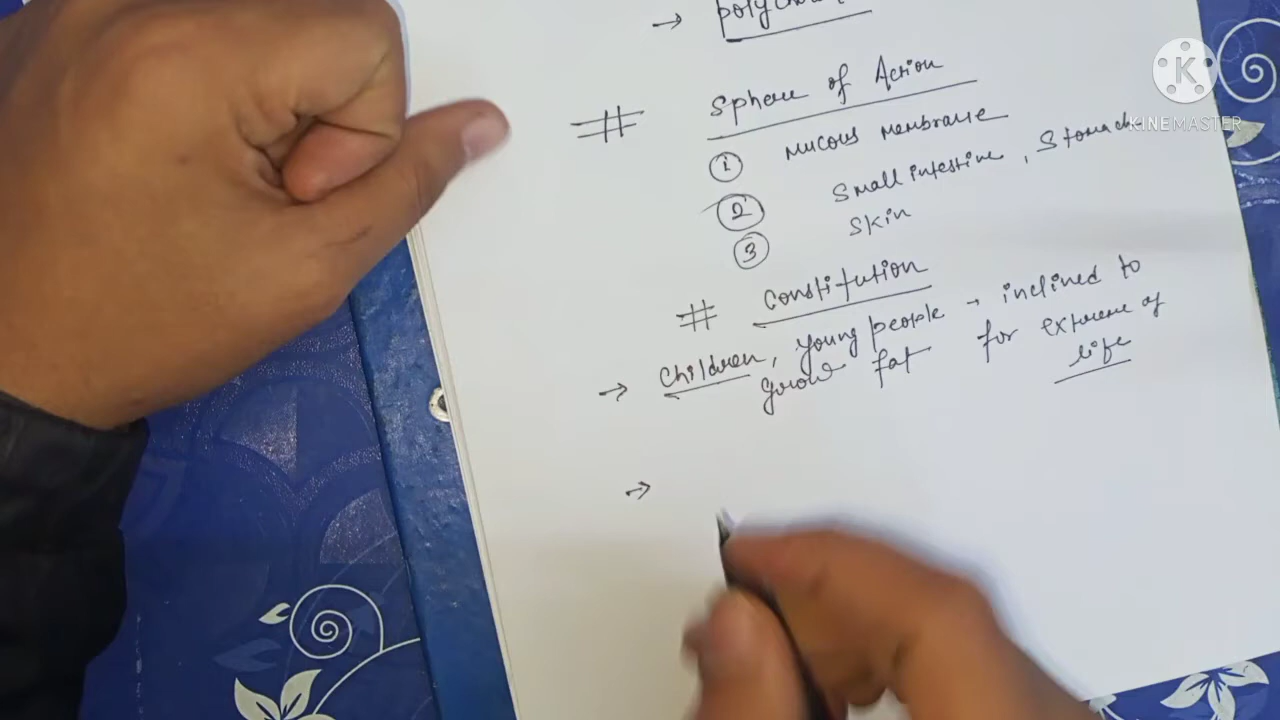 →
# Sphere of Action
① Mucous Membrane
② Small intestine, Stomach
③ Skin
# Constitution
→ Children, Young people → inclined to
grow fat for extreme of
life
→
K
KINEMASTER